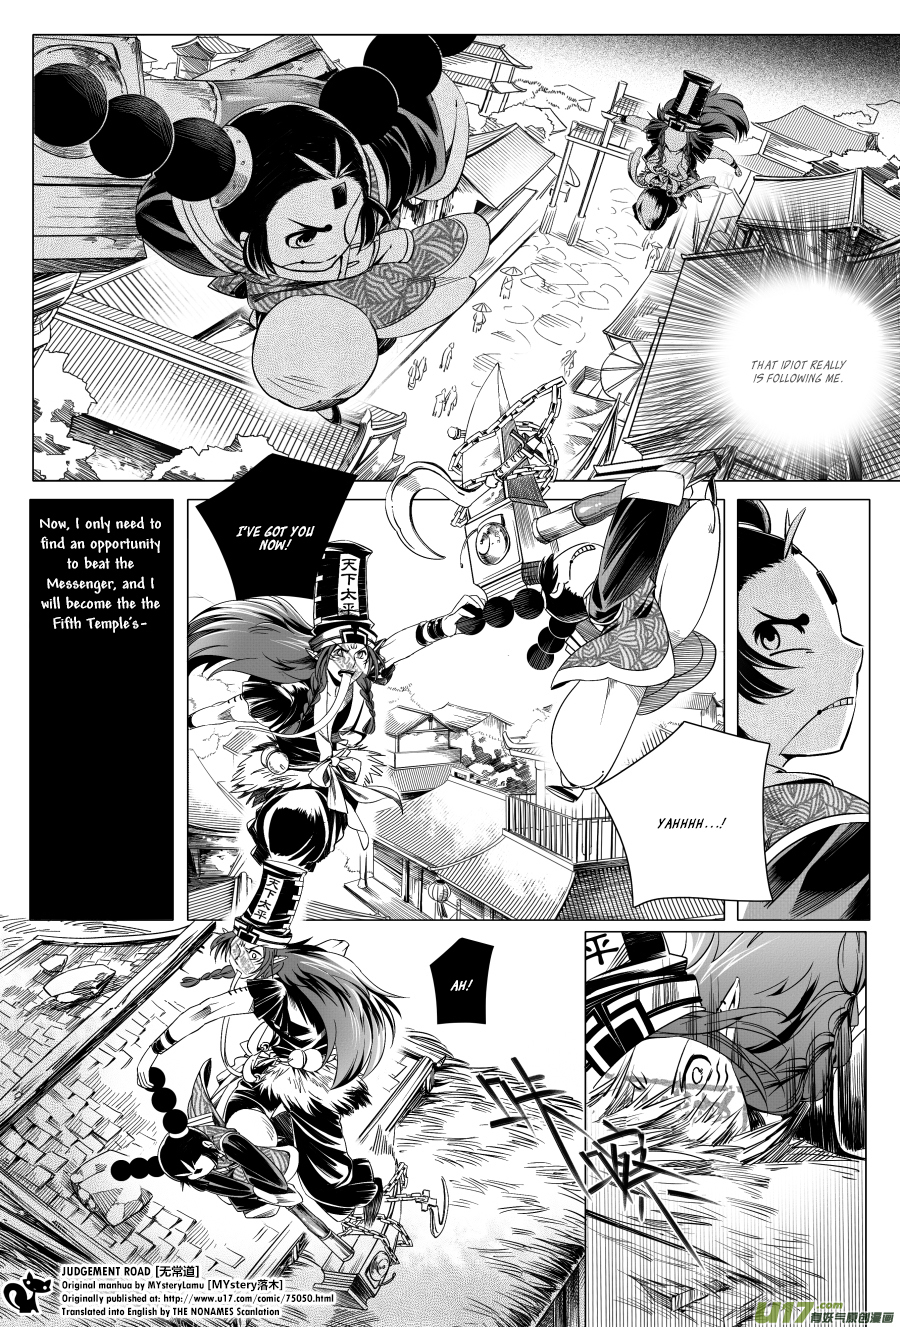 THAT IDIOT REALLY
IS FOLLOWING ME.
Now, I only need to
find an opportunity
to beat the
Messenger, and I
will become the the
Fifth Temple's-
I'VE GOT YOU
NOW!
天下太平
YAHHHH...!
天下太平
AH!
平
JUDGEMENT ROAD [无常道]
Original manhua by MYsteryLamu [MYstery落木]
Originally published at: http://www.u17.com/comic/75050.html
Translated into English by THE NONAMES Scanlation
u17.com
有妖气原创漫画